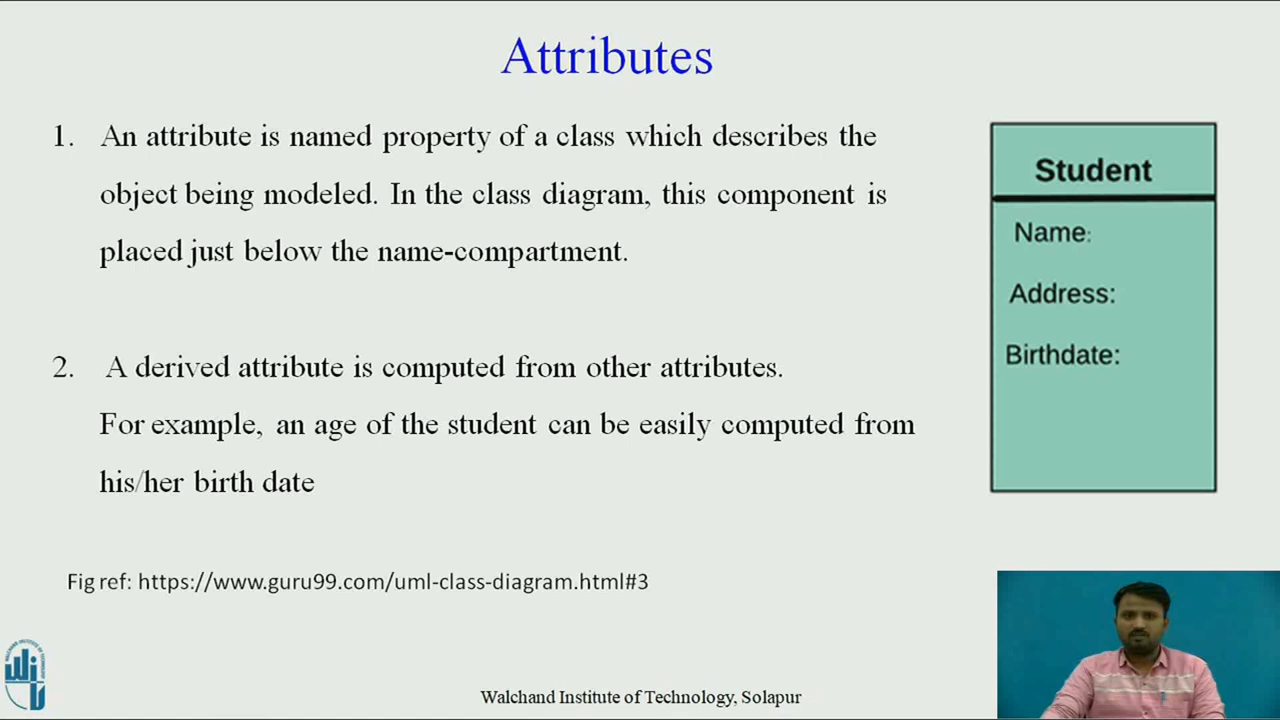 Attributes
1. An attribute is named property of a class which describes the
object being modeled. In the class diagram, this component is
placed just below the name-compartment.
2. A derived attribute is computed from other attributes.
For example, an age of the student can be easily computed from
his/her birth date
Student
Name:
Address:
Birthdate:
Fig ref: https://www.guru99.com/uml-class-diagram.html#3
Walchand Institute of Technology, Solapur